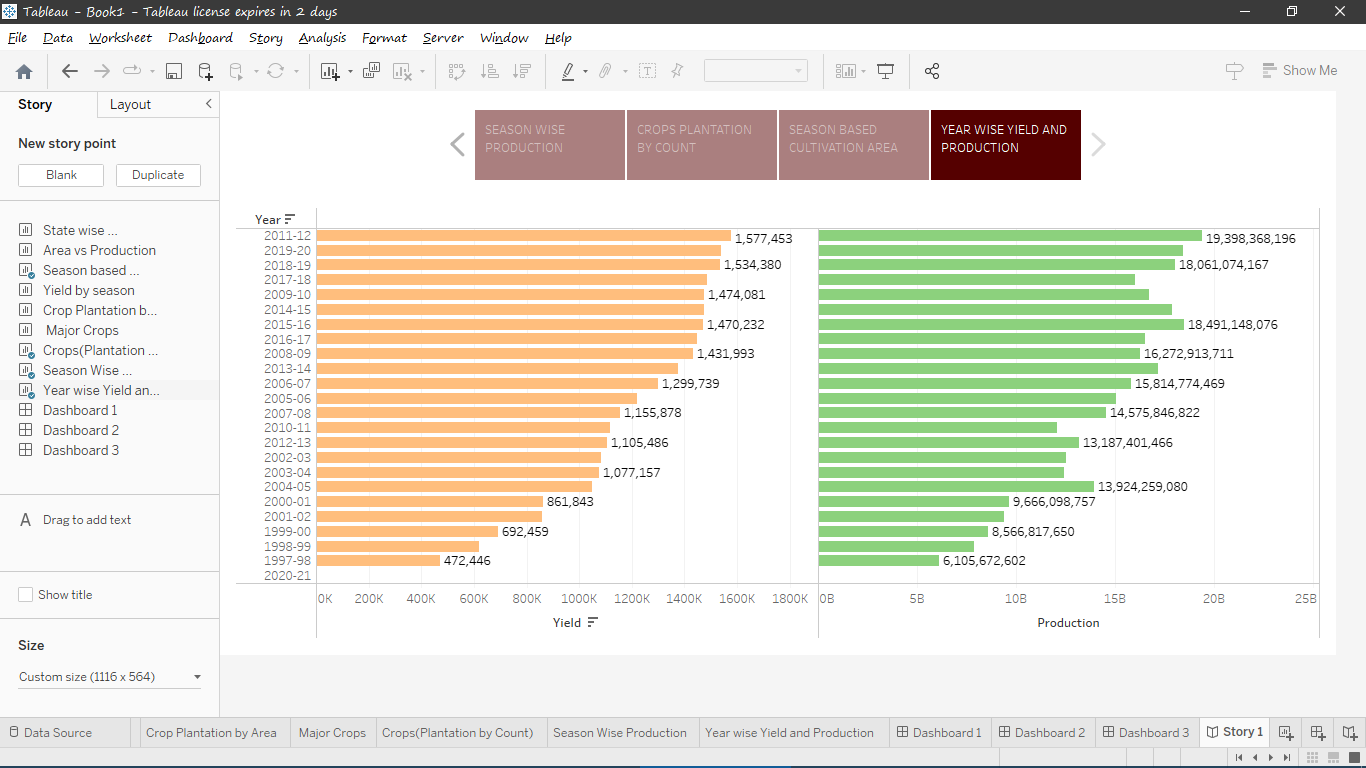 Tableau - Book1 - Tableau license expires in 2 days
File Data Worksheet Dashboard Story Analysis Format Server Window Help
Show Me
Story Layout
New story point
Blank Duplicate
State wise ...
Area vs Production
Season based ...
Yield by season
Crop Plantation b...
Major Crops
Crops(Plantation ...
Season Wise ...
Year wise Yield an...
Dashboard 1
Dashboard 2
Dashboard 3
A Drag to add text
Show title
Size
Custom size (1116 x 564)
SEASON WISE
PRODUCTION
CROPS PLANTATION
BY COUNT
SEASON BASED
CULTIVATION AREA
YEAR WISE YIELD AND
PRODUCTION
Year
2011-12 1,577,453 19,398,368,196
2019-20
2018-19 1,534,380 18,061,074,167
2017-18
2009-10 1,474,081
2014-15
2015-16 1,470,232 18,491,148,076
2016-17
2008-09 1,431,993 16,272,913,711
2013-14
2006-07 1,299,739 15,814,774,469
2005-06
2007-08 1,155,878 14,575,846,822
2010-11
2012-13 1,105,486 13,187,401,466
2002-03
2003-04 1,077,157
2004-05 13,924,259,080
2000-01 861,843 9,666,098,757
2001-02
1999-00 692,459 8,566,817,650
1998-99
1997-98 472,446 6,105,672,602
2020-21
0K 200K 400K 600K 800K 1000K 1200K 1400K 1600K 1800K 0B 5B 10B 15B 20B 25B
Yield Production
Data Source Crop Plantation by Area Major Crops Crops(Plantation by Count) Season Wise Production Year wise Yield and Production Dashboard 1 Dashboard 2 Dashboard 3 Story 1